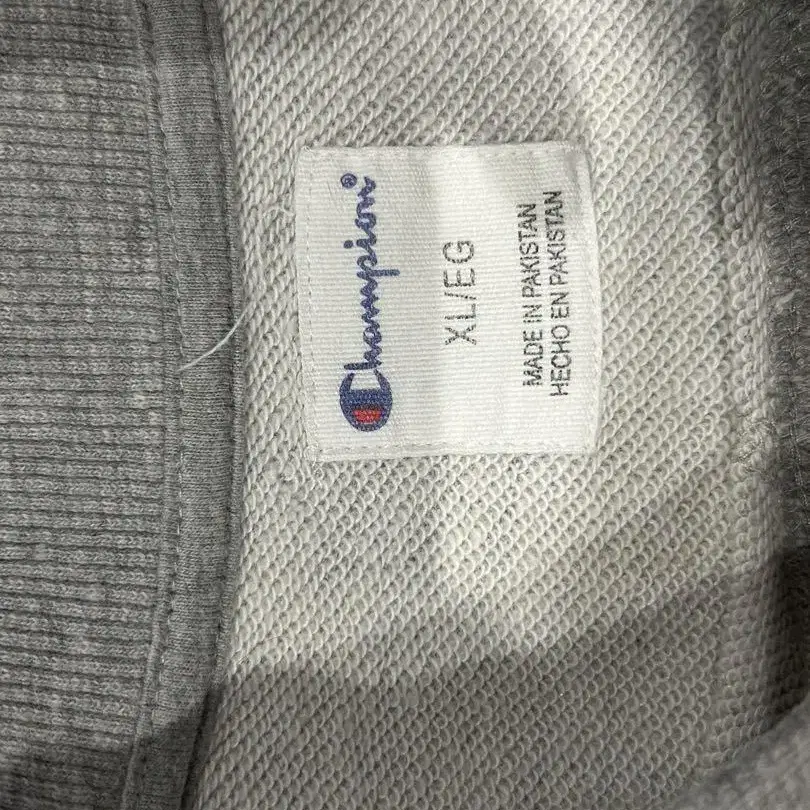 Champion®
XL/EG
MADE IN PAKISTAN
HECHO EN PAKISTAN